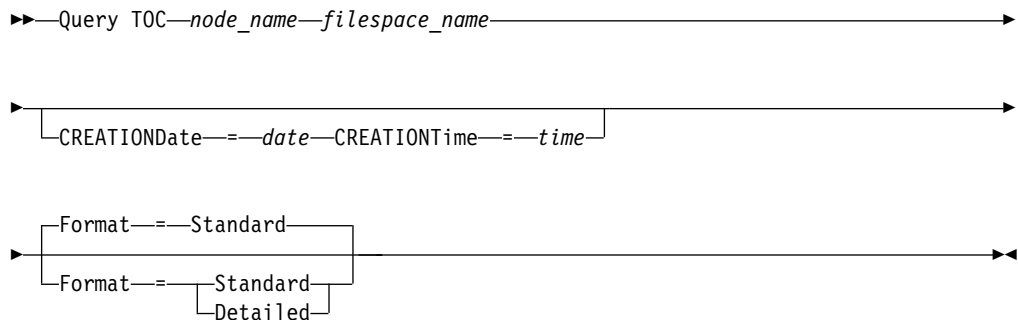 Query TOC node_name filespace_name
CREATIONDate = date CREATIONTime = time
Format = Standard
Format = Standard
Detailed